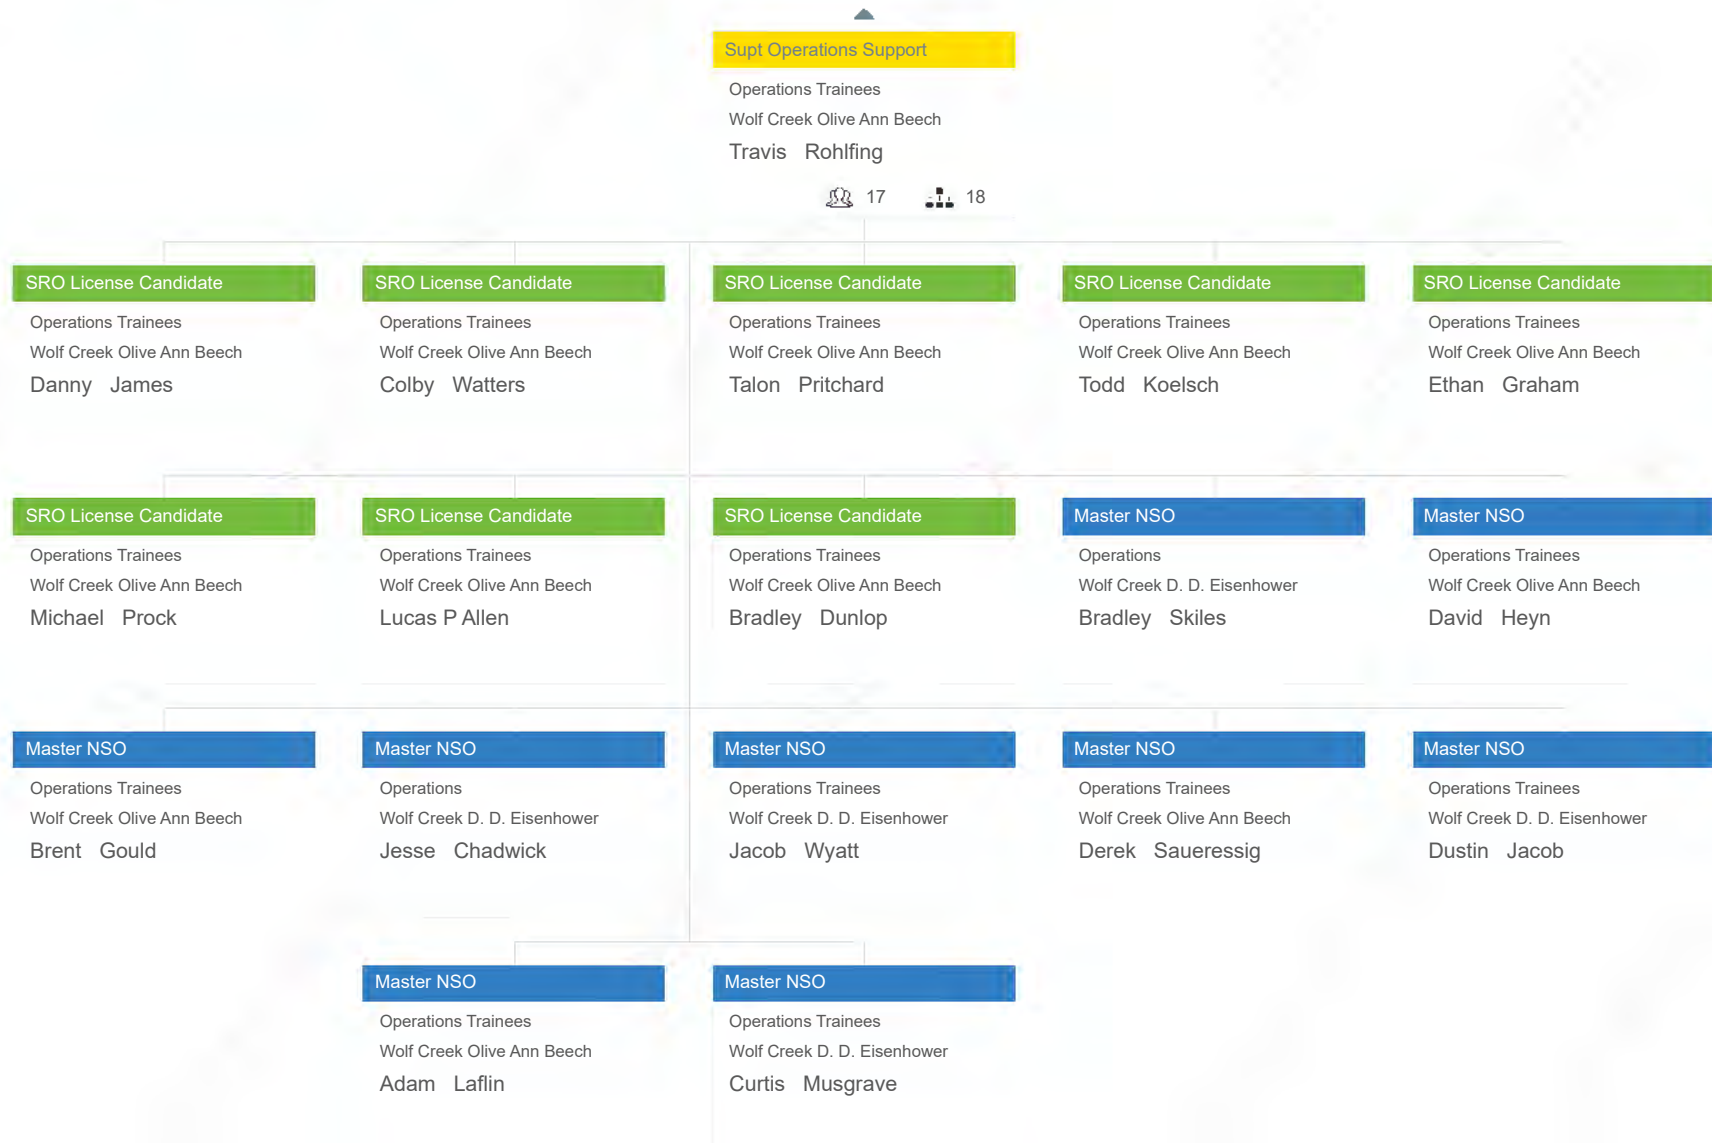 Supt Operations Support
Operations Trainees
Wolf Creek Olive Ann Beech
Travis Rohlfing
17 18
SRO License Candidate
Operations Trainees
Wolf Creek Olive Ann Beech
Danny James
SRO License Candidate
Operations Trainees
Wolf Creek Olive Ann Beech
Colby Watters
SRO License Candidate
Operations Trainees
Wolf Creek Olive Ann Beech
Talon Pritchard
SRO License Candidate
Operations Trainees
Wolf Creek Olive Ann Beech
Todd Koelsch
SRO License Candidate
Operations Trainees
Wolf Creek Olive Ann Beech
Ethan Graham
SRO License Candidate
Operations Trainees
Wolf Creek Olive Ann Beech
Michael Prock
SRO License Candidate
Operations Trainees
Wolf Creek Olive Ann Beech
Lucas P Allen
SRO License Candidate
Operations Trainees
Wolf Creek Olive Ann Beech
Bradley Dunlop
Master NSO
Operations
Wolf Creek D. D. Eisenhower
Bradley Skiles
Master NSO
Operations Trainees
Wolf Creek Olive Ann Beech
David Heyn
Master NSO
Operations Trainees
Wolf Creek Olive Ann Beech
Brent Gould
Master NSO
Operations
Wolf Creek D. D. Eisenhower
Jesse Chadwick
Master NSO
Operations Trainees
Wolf Creek D. D. Eisenhower
Jacob Wyatt
Master NSO
Operations Trainees
Wolf Creek Olive Ann Beech
Derek Saueressig
Master NSO
Operations Trainees
Wolf Creek D. D. Eisenhower
Dustin Jacob
Master NSO
Operations Trainees
Wolf Creek Olive Ann Beech
Adam Laflin
Master NSO
Operations Trainees
Wolf Creek D. D. Eisenhower
Curtis Musgrave